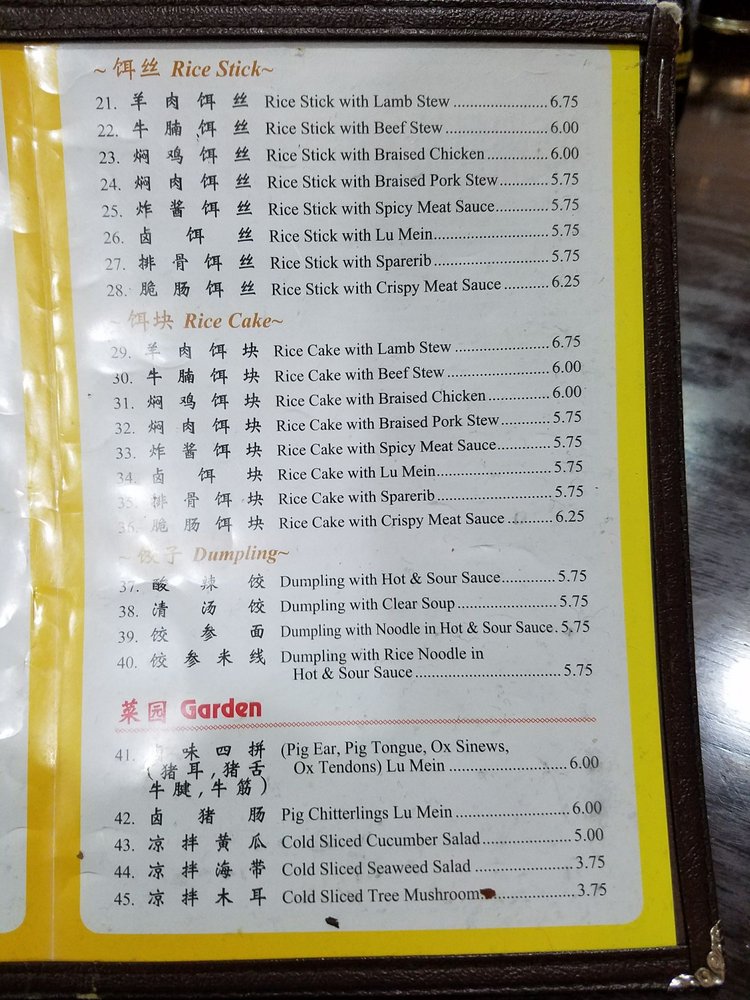 ~饵丝 Rice Stick~
21. 羊肉饵丝 Rice Stick with Lamb Stew ........................ 6.75
22. 牛腩饵丝 Rice Stick with Beef Stew ........................ 6.00
23. 焖鸡饵丝 Rice Stick with Braised Chicken ............... 6.00
24. 焖肉饵丝 Rice Stick with Braised Pork Stew............. 5.75
25. 炸酱饵丝 Rice Stick with Spicy Meat Sauce.............. 5.75
26. 卤饵丝 Rice Stick with Lu Mein............................ 5.75
27. 排骨饵丝 Rice Stick with Sparerib ........................... 5.75
28. 脆肠饵丝 Rice Stick with Crispy Meat Sauce ............ 6.25
~饵块 Rice Cake~
29. 羊肉饵块 Rice Cake with Lamb Stew ........................ 6.75
30. 牛腩饵块 Rice Cake with Beef Stew ........................... 6.00
31. 焖鸡饵块 Rice Cake with Braised Chicken ................. 6.00
32. 焖肉饵块 Rice Cake with Braised Pork Stew............. 5.75
33. 炸酱饵块 Rice Cake with Spicy Meat Sauce.............. 5.75
34. 卤饵块 Rice Cake with Lu Mein............................. 5.75
35. 排骨饵块 Rice Cake with Sparerib ............................. 5.75
36. 脆肠饵块 Rice Cake with Crispy Meat Sauce ........... 6.25
~饺子 Dumpling~
37. 酸辣饺 Dumpling with Hot & Sour Sauce.............. 5.75
38. 清汤饺 Dumpling with Clear Soup ......................... 5.75
39. 饺参面 Dumpling with Noodle in Hot & Sour Sauce. 5.75
40. 饺参米线 Dumpling with Rice Noodle in
Hot & Sour Sauce ..................................... 5.75
菜园 Garden
41. 卤味四拼 (Pig Ear, Pig Tongue, Ox Sinews,
(猪耳,猪舌 Ox Tendons) Lu Mein ............................... 6.00
牛腱,牛筋)
42. 卤猪肠 Pig Chitterlings Lu Mein .............................. 6.00
43. 凉拌黄瓜 Cold Sliced Cucumber Salad ....................... 5.00
44. 凉拌海带 Cold Sliced Seaweed Salad ......................... 3.75
45. 凉拌木耳 Cold Sliced Tree Mushroom........................ 3.75